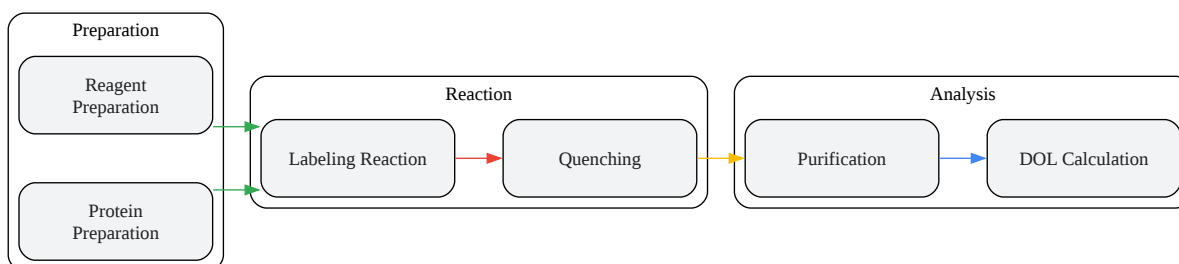 Preparation
Reagent
Preparation
Protein
Preparation
Reaction
Labeling Reaction
Quenching
Analysis
Purification
DOL Calculation